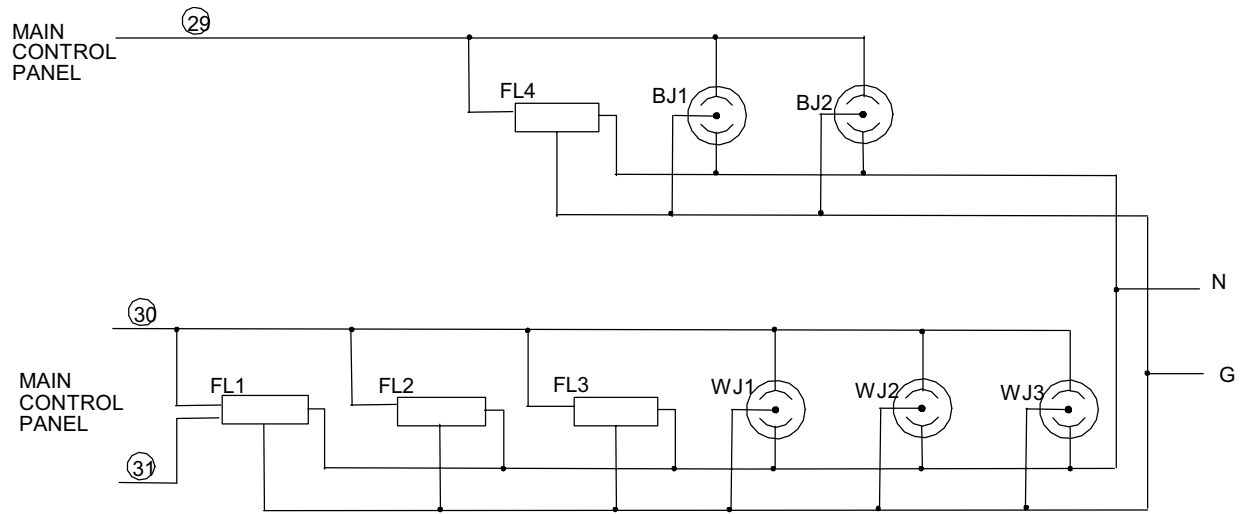 29
MAIN
CONTROL
PANEL
FL4
BJ1
BJ2
N
30
G
MAIN
CONTROL
PANEL
FL1
FL2
FL3
WJ1
WJ2
WJ3
31